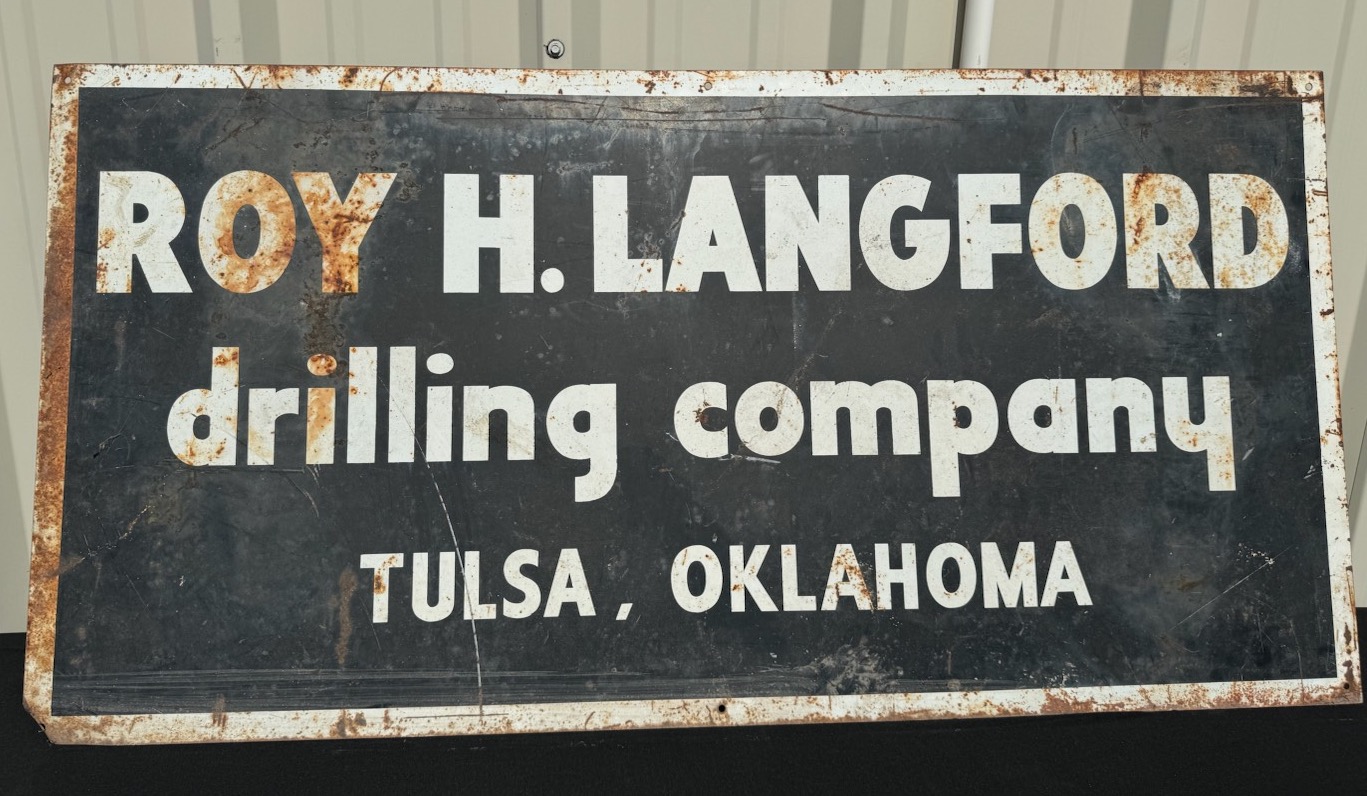 ROY H. LANGFORD
drilling company
TULSA, OKLAHOMA